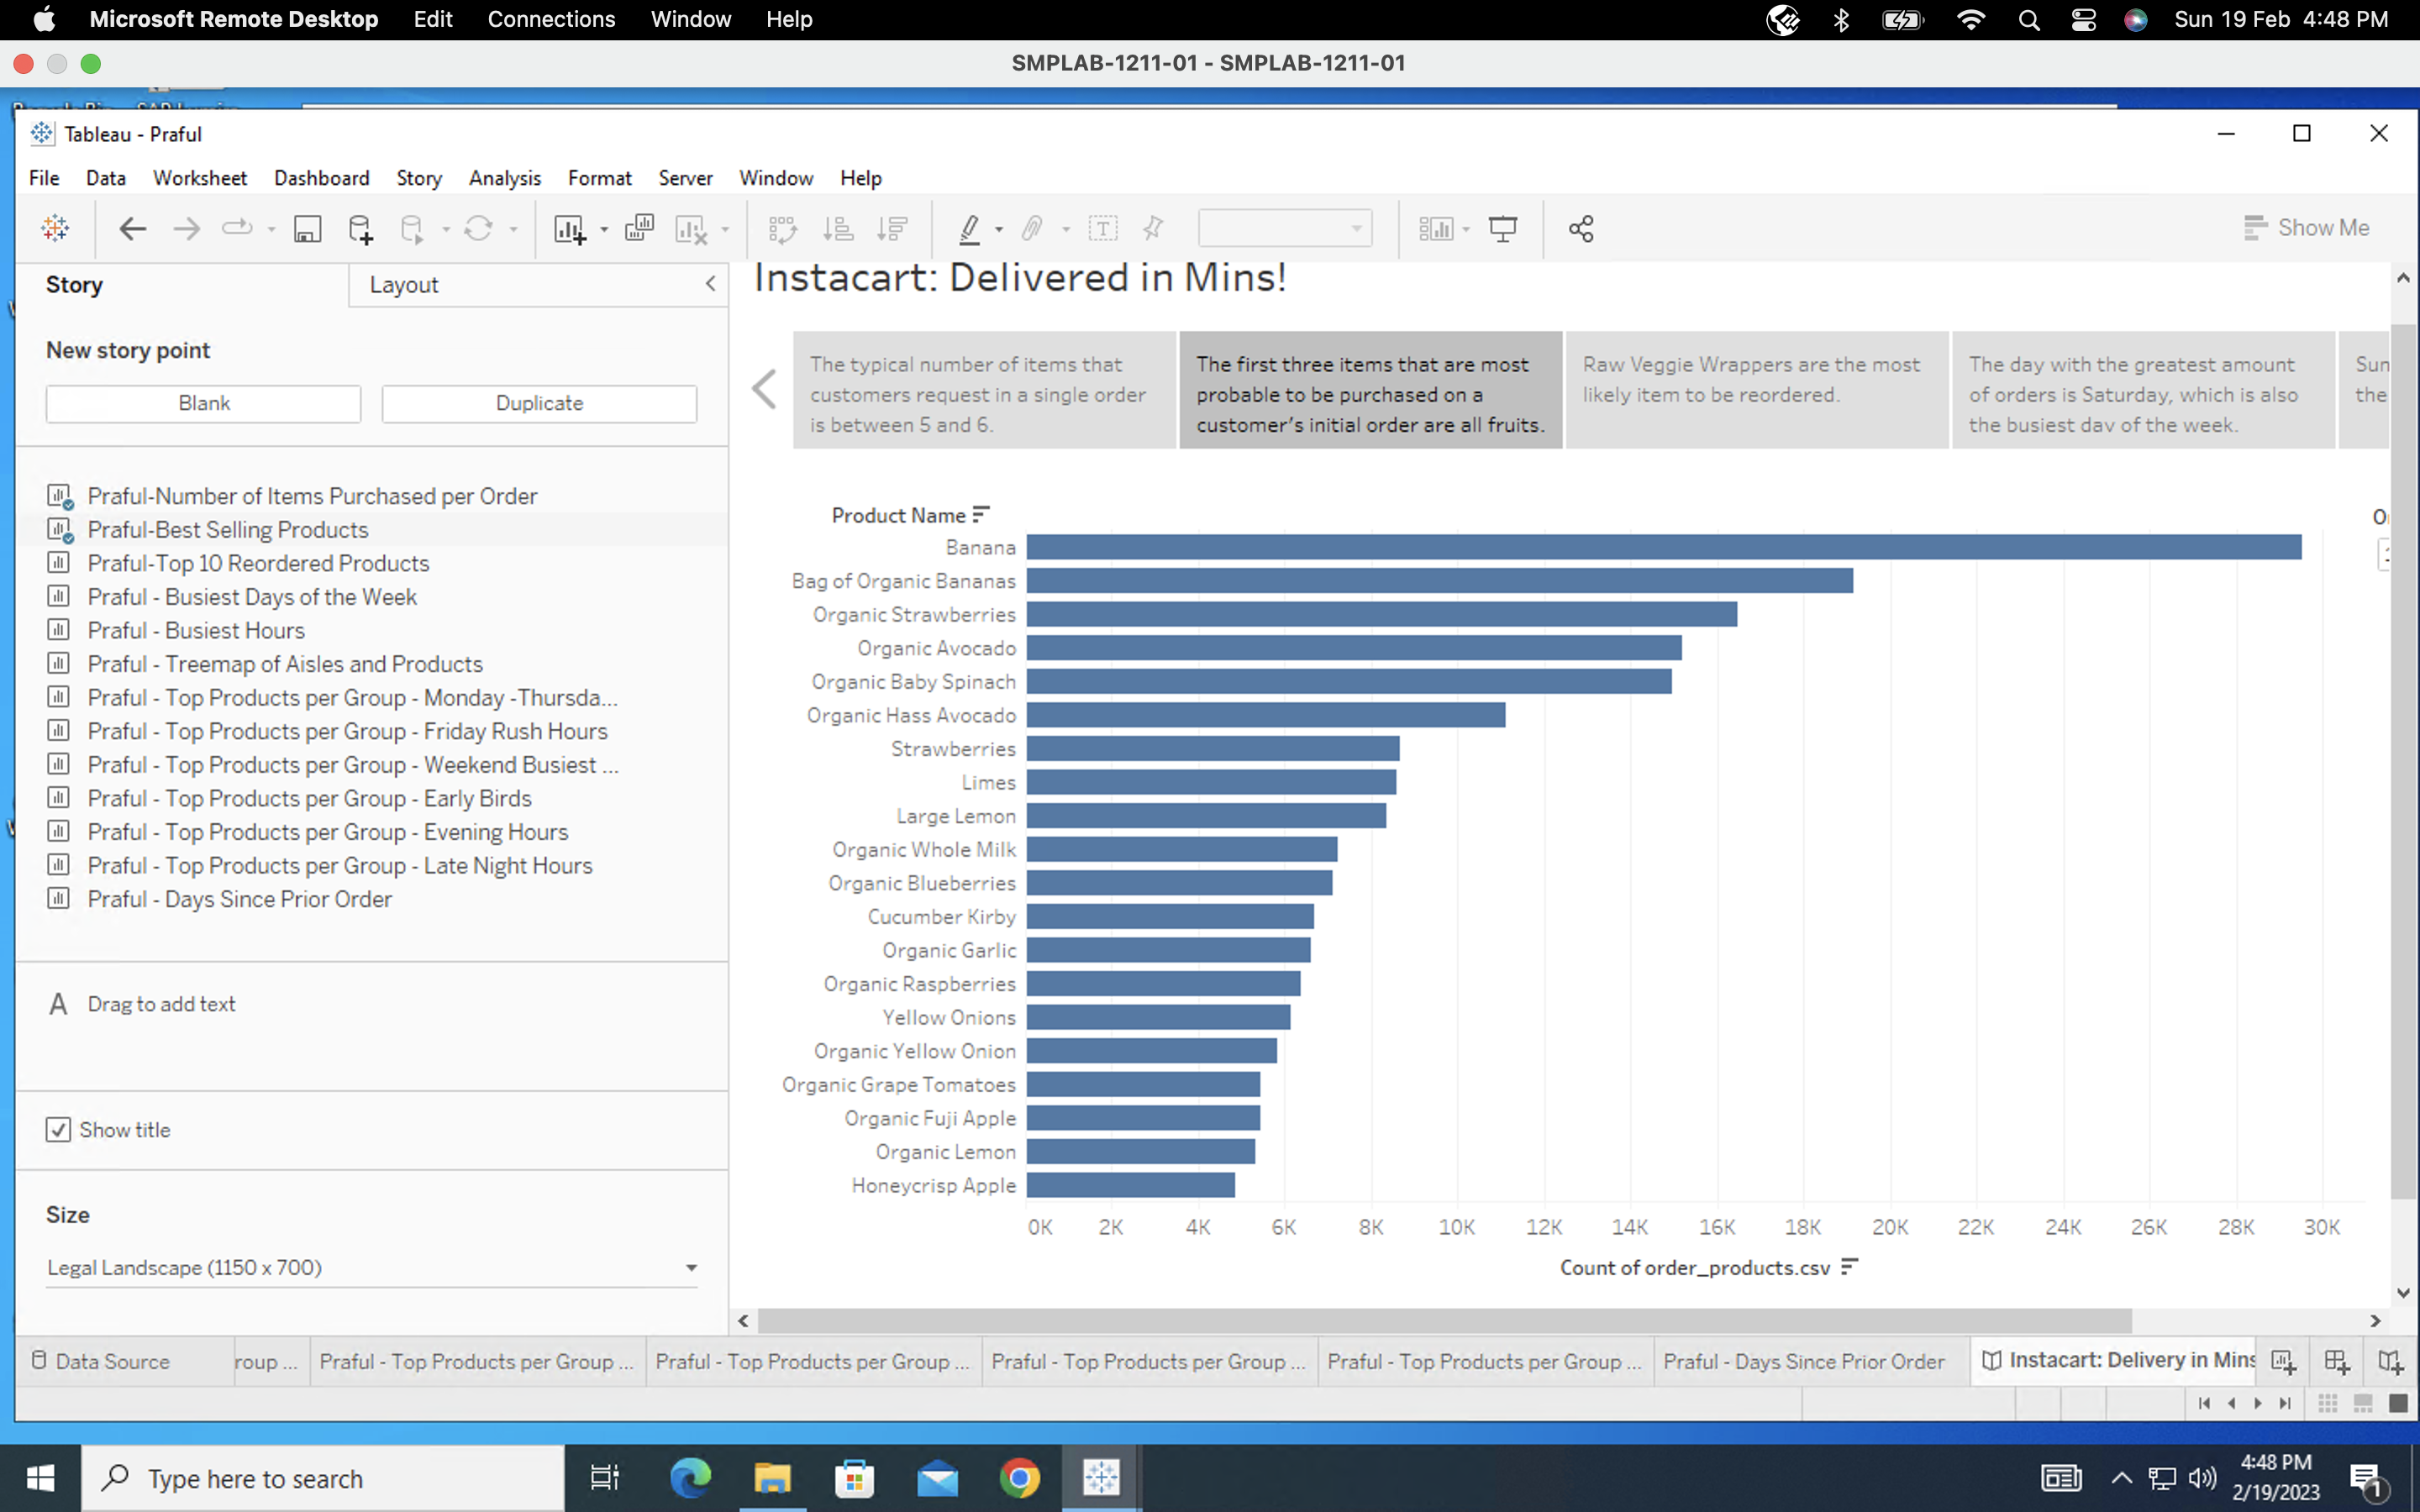 Microsoft Remote Desktop Edit Connections Window Help Sun 19 Feb 4:48 PM
SMPLAB-1211-01 - SMPLAB-1211-01
Tableau - Praful
File Data Worksheet Dashboard Story Analysis Format Server Window Help
Show Me
Story Layout
New story point
Blank Duplicate
Praful-Number of Items Purchased per Order
Praful-Best Selling Products
Praful-Top 10 Reordered Products
Praful - Busiest Days of the Week
Praful - Busiest Hours
Praful - Treemap of Aisles and Products
Praful - Top Products per Group - Monday -Thursda...
Praful - Top Products per Group - Friday Rush Hours
Praful - Top Products per Group - Weekend Busiest ...
Praful - Top Products per Group - Early Birds
Praful - Top Products per Group - Evening Hours
Praful - Top Products per Group - Late Night Hours
Praful - Days Since Prior Order
A Drag to add text
Show title
Size
Legal Landscape (1150 x 700)
Instacart: Delivered in Mins!
The typical number of items that
customers request in a single order
is between 5 and 6.
The first three items that are most
probable to be purchased on a
customer's initial order are all fruits.
Raw Veggie Wrappers are the most
likely item to be reordered.
The day with the greatest amount
of orders is Saturday, which is also
the busiest day of the week.
Sun
the
Product Name
Banana
Bag of Organic Bananas
Organic Strawberries
Organic Avocado
Organic Baby Spinach
Organic Hass Avocado
Strawberries
Limes
Large Lemon
Organic Whole Milk
Organic Blueberries
Cucumber Kirby
Organic Garlic
Organic Raspberries
Yellow Onions
Organic Yellow Onion
Organic Grape Tomatoes
Organic Fuji Apple
Organic Lemon
Honeycrisp Apple
0K 2K 4K 6K 8K 10K 12K 14K 16K 18K 20K 22K 24K 26K 28K 30K
Count of order_products.csv
Data Source roup ... Praful - Top Products per Group ... Praful - Top Products per Group ... Praful - Top Products per Group ... Praful - Top Products per Group ... Praful - Days Since Prior Order Instacart: Delivery in Mins
Type here to search
4:48 PM
2/19/2023
1